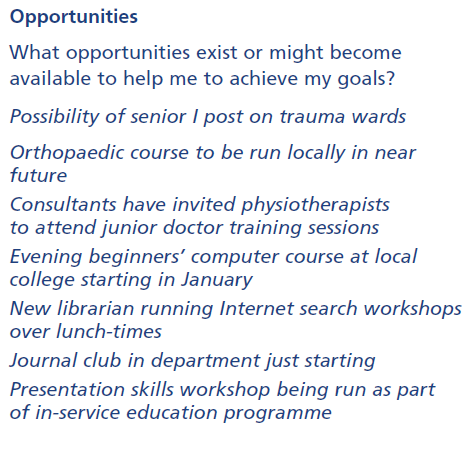 Opportunities
What opportunities exist or might become
available to help me to achieve my goals?
Possibility of senior I post on trauma wards
Orthopaedic course to be run locally in near
future
Consultants have invited physiotherapists
to attend junior doctor training sessions
Evening beginners’ computer course at local
college starting in January
New librarian running Internet search workshops
over lunch-times
Journal club in department just starting
Presentation skills workshop being run as part
of in-service education programme